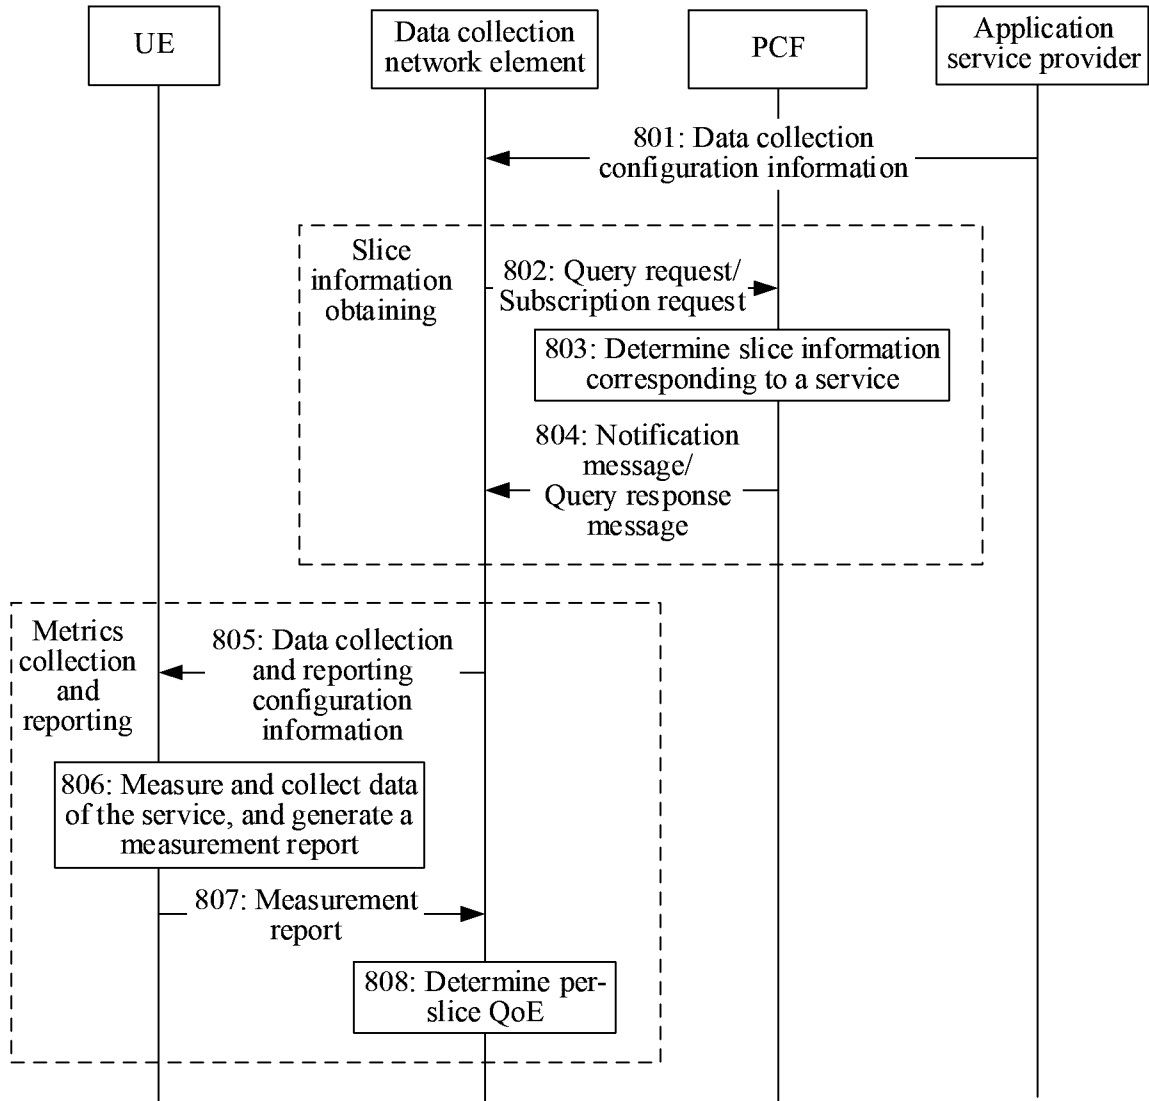 UE
Data collection
network element
PCF
Application
service provider
801: Data collection
configuration information
Slice
information
obtaining
802: Query request/
Subscription request
803: Determine slice information
corresponding to a service
804: Notification
message/
Query response
message
Metrics
collection
and
reporting
805: Data collection
and reporting
configuration
information
806: Measure and collect data
of the service, and generate a
measurement report
807: Measurement
report
808: Determine per-
slice QoE